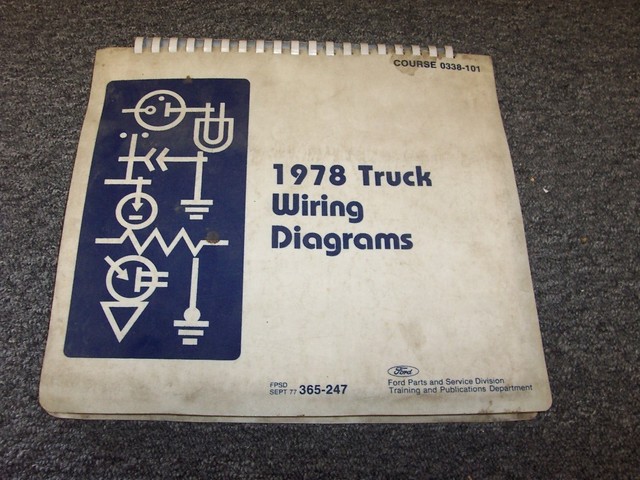 COURSE 0338-101
1978 Truck
Wiring
Diagrams
FPSD
SEPT 77 365-247
Ford
Ford Parts and Service Division
Training and Publications Department